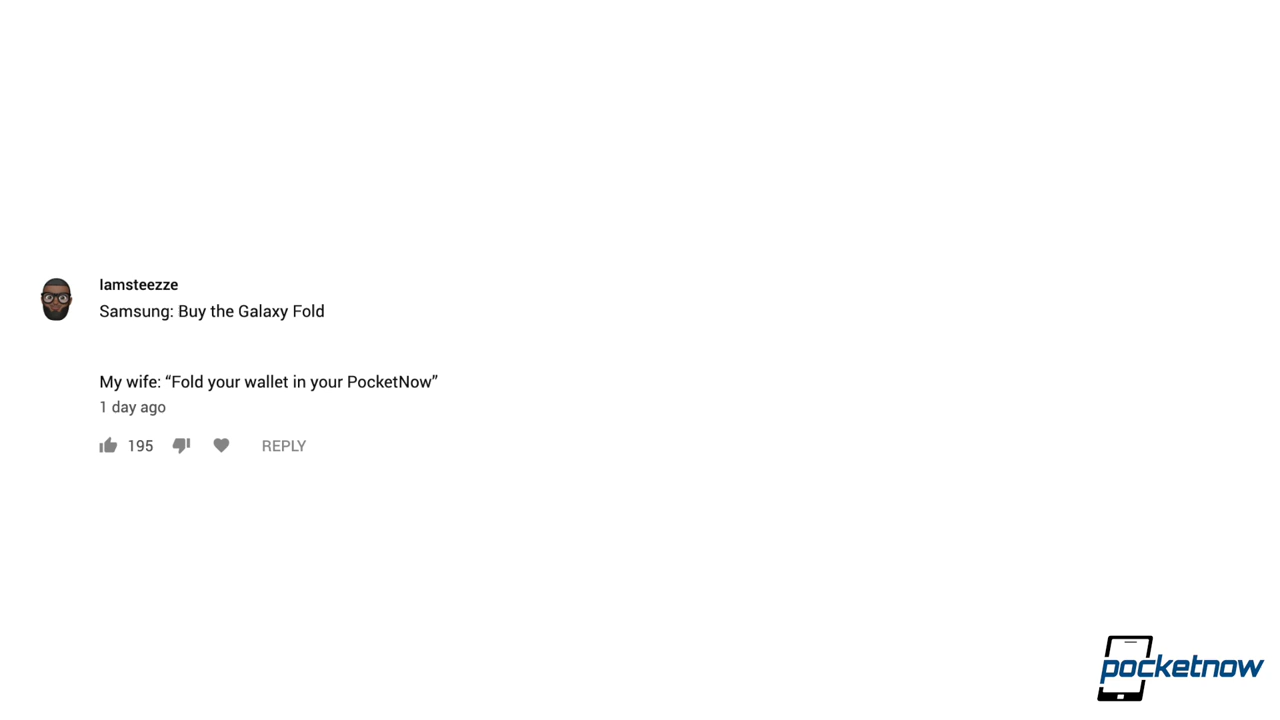 Iamsteezze
Samsung: Buy the Galaxy Fold
My wife: “Fold your wallet in your PocketNow”
1 day ago
195 REPLY
pocketnow